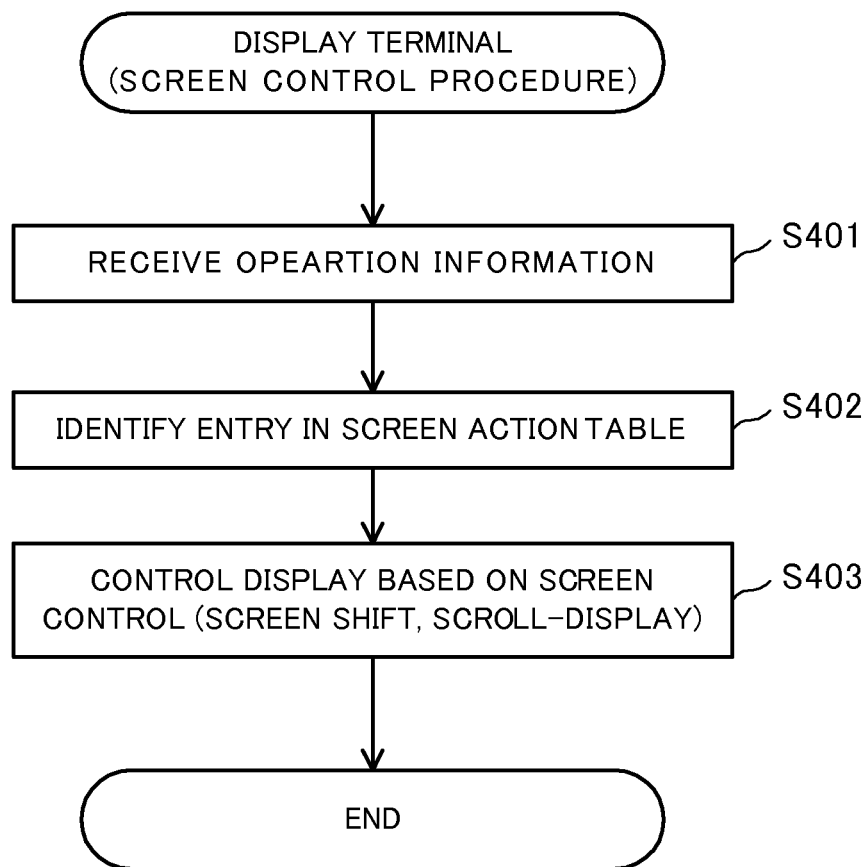 DISPLAY TERMINAL
(SCREEN CONTROL PROCEDURE)
RECEIVE OPEARTION INFORMATION
S401
IDENTIFY ENTRY IN SCREEN ACTION TABLE
S402
CONTROL DISPLAY BASED ON SCREEN
CONTROL (SCREEN SHIFT, SCROLL-DISPLAY)
S403
END